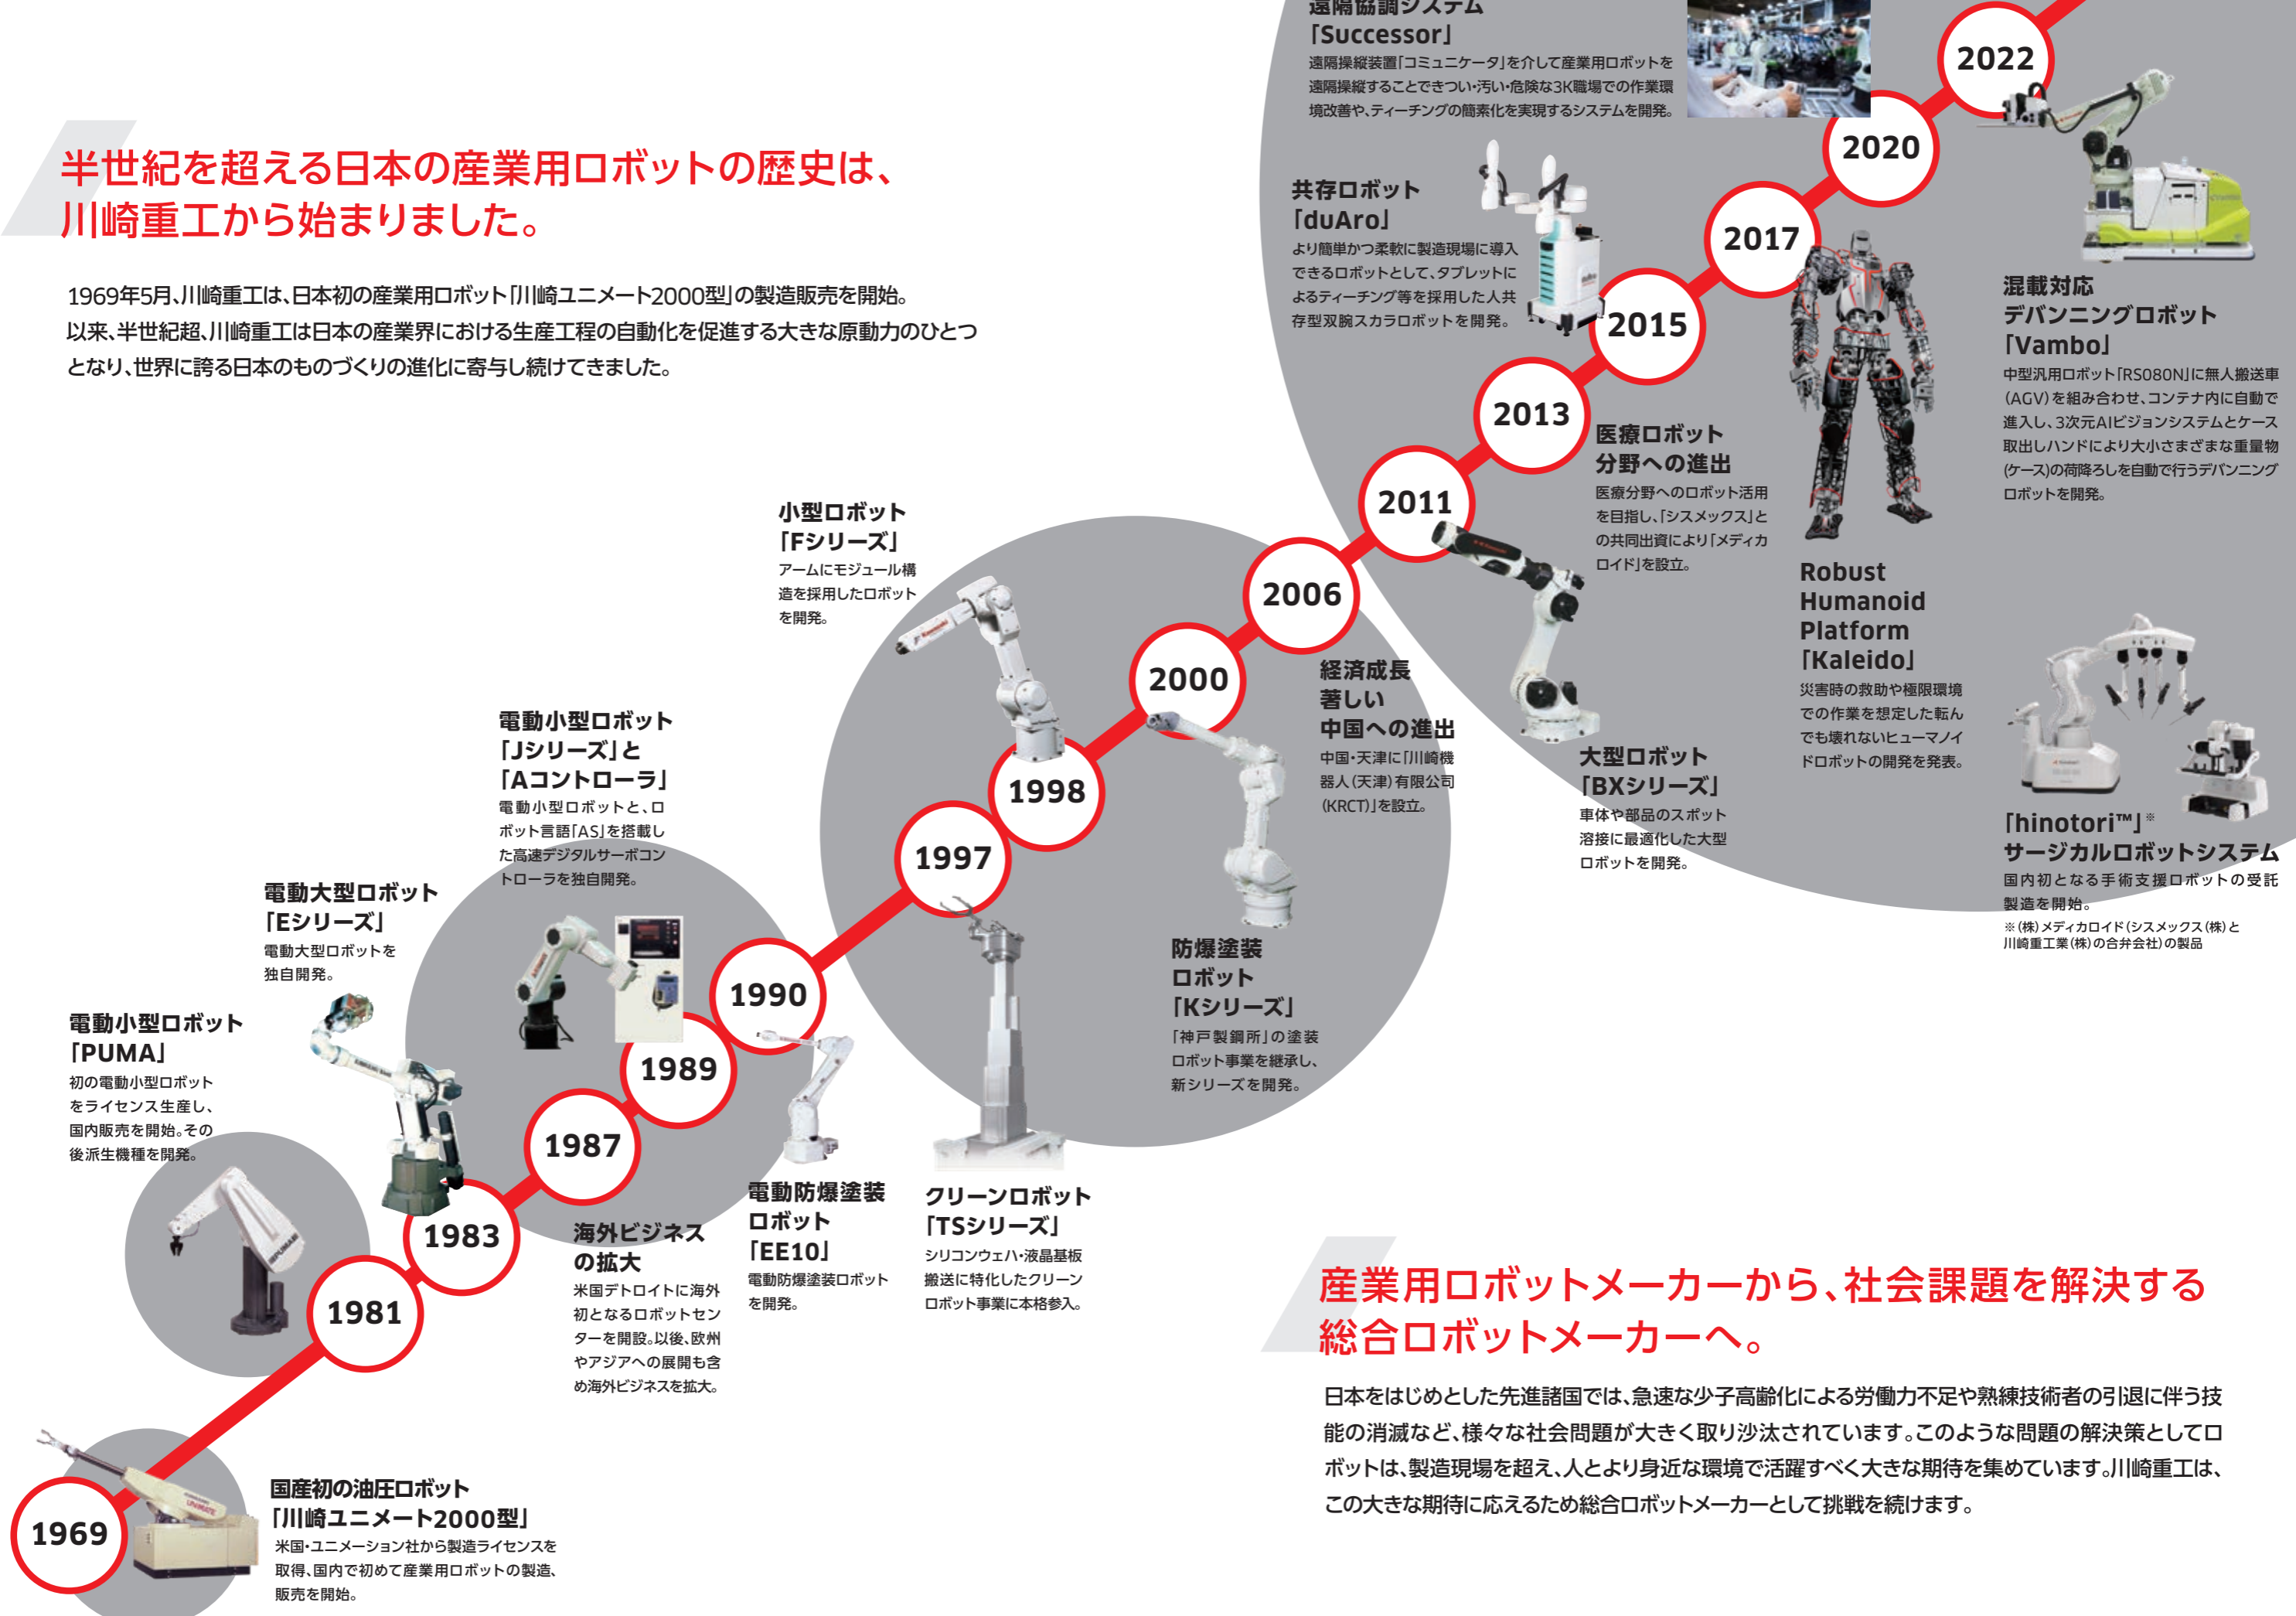 半世紀を超える日本の産業用ロボットの歴史は、
川崎重工から始まりました。
1969年5月、川崎重工は、日本初の産業用ロボット「川崎ユニメート2000型」の製造販売を開始。
以来、半世紀超、川崎重工は日本の産業界における生産工程の自動化を促進する大きな原動力のひとつ
となり、世界に誇る日本のものづくりの進化に寄与し続けてきました。
1969
国産初の油圧ロボット
「川崎ユニメート2000型」
米国・ユニメーション社から製造ライセンスを
取得、国内で初めて産業用ロボットの製造、
販売を開始。
UNIMATE
1981
電動小型ロボット
「PUMA」
初の電動小型ロボット
をライセンス生産し、
国内販売を開始。その
後派生機種を開発。
1983
電動大型ロボット
「Eシリーズ」
電動大型ロボットを
独自開発。
1987
海外ビジネス
の拡大
米国デトロイトに海外
初となるロボットセン
ターを開設。以後、欧州
やアジアへの展開も含
め海外ビジネスを拡大。
1989
電動小型ロボット
「Jシリーズ」と
「Aコントローラ」
電動小型ロボットと、ロ
ボット言語「AS」を搭載し
た高速デジタルサーボコン
トローラを独自開発。
1990
電動防爆塗装
ロボット
「EE10」
電動防爆塗装ロボット
を開発。
1997
クリーンロボット
「TSシリーズ」
シリコンウェハ・液晶基板
搬送に特化したクリーン
ロボット事業に本格参入。
1998
小型ロボット
「Fシリーズ」
アームにモジュール構
造を採用したロボット
を開発。
Kawasaki
2000
防爆塗装
ロボット
「Kシリーズ」
「神戸製鋼所」の塗装
ロボット事業を継承し、
新シリーズを開発。
2006
経済成長
著しい
中国への進出
中国・天津に「川崎機
器人（天津）有限公司
（KRCT）」を設立。
2011
大型ロボット
「BXシリーズ」
車体や部品のスポット
溶接に最適化した大型
ロボットを開発。
2013
医療ロボット
分野への進出
医療分野へのロボット活用
を目指し、「シスメックス」と
の共同出資により「メディカ
ロイド」を設立。
2015
共存ロボット
「duAro」
より簡単かつ柔軟に製造現場に導入
できるロボットとして、タブレットに
よるティーチング等を採用した人共
存型双腕スカラロボットを開発。
2017
遠隔協調システム
「Successor」
遠隔操縦装置「コミュニケータ」を介して産業用ロボットを
遠隔操縦することできつい・汚い・危険な3K職場での作業環
境改善や、ティーチングの簡素化を実現するシステムを開発。
Robust
Humanoid
Platform
「Kaleido」
災害時の救助や極限環境
での作業を想定した転ん
でも壊れないヒューマノイ
ドロボットの開発を発表。
2020
「hinotori™」※
サージカルロボットシステム
国内初となる手術支援ロボットの受託
製造を開始。
※（株）メディカロイド（シスメックス（株）と
川崎重工業（株）の合弁会社）の製品
2022
混載対応
デバンニングロボット
「Vambo」
中型汎用ロボット「RS080N」に無人搬送車
（AGV）を組み合わせ、コンテナ内に自動で
進入し、3次元AIビジョンシステムとケース
取出しハンドにより大小さまざまな重量物
(ケース)の荷降ろしを自動で行うデバンニング
ロボットを開発。
産業用ロボットメーカーから、社会課題を解決する
総合ロボットメーカーへ。
日本をはじめとした先進諸国では、急速な少子高齢化による労働力不足や熟練技術者の引退に伴う技
能の消滅など、様々な社会問題が大きく取り沙汰されています。このような問題の解決策としてロ
ボットは、製造現場を超え、人とより身近な環境で活躍すべく大きな期待を集めています。川崎重工は、
この大きな期待に応えるため総合ロボットメーカーとして挑戦を続けます。